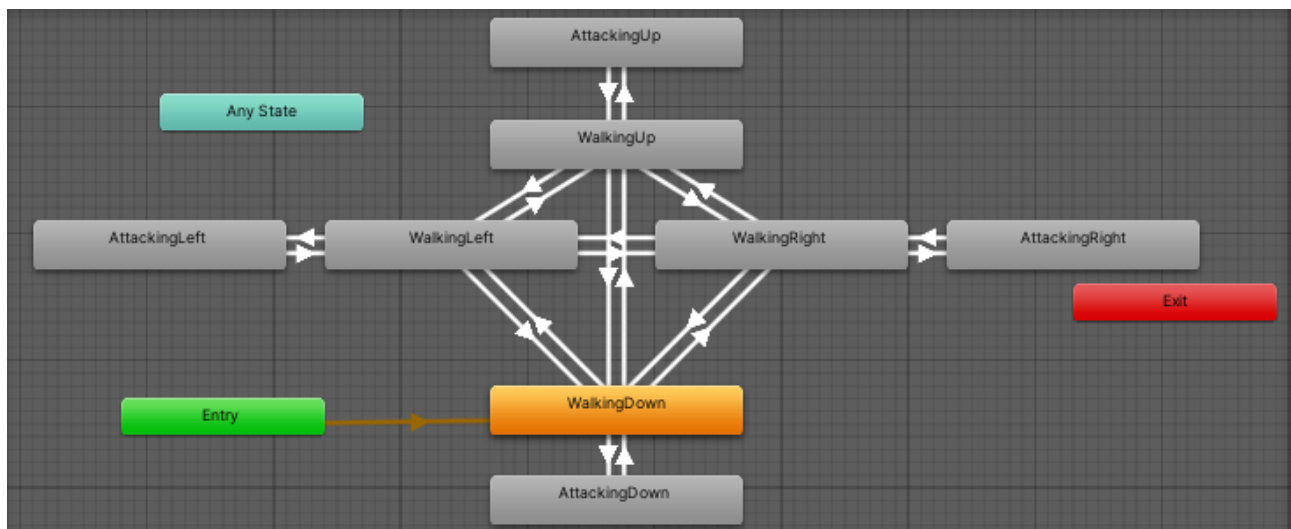 AttackingUp
Any State
WalkingUp
AttackingLeft
WalkingLeft
WalkingRight
AttackingRight
Exit
WalkingDown
Entry
AttackingDown